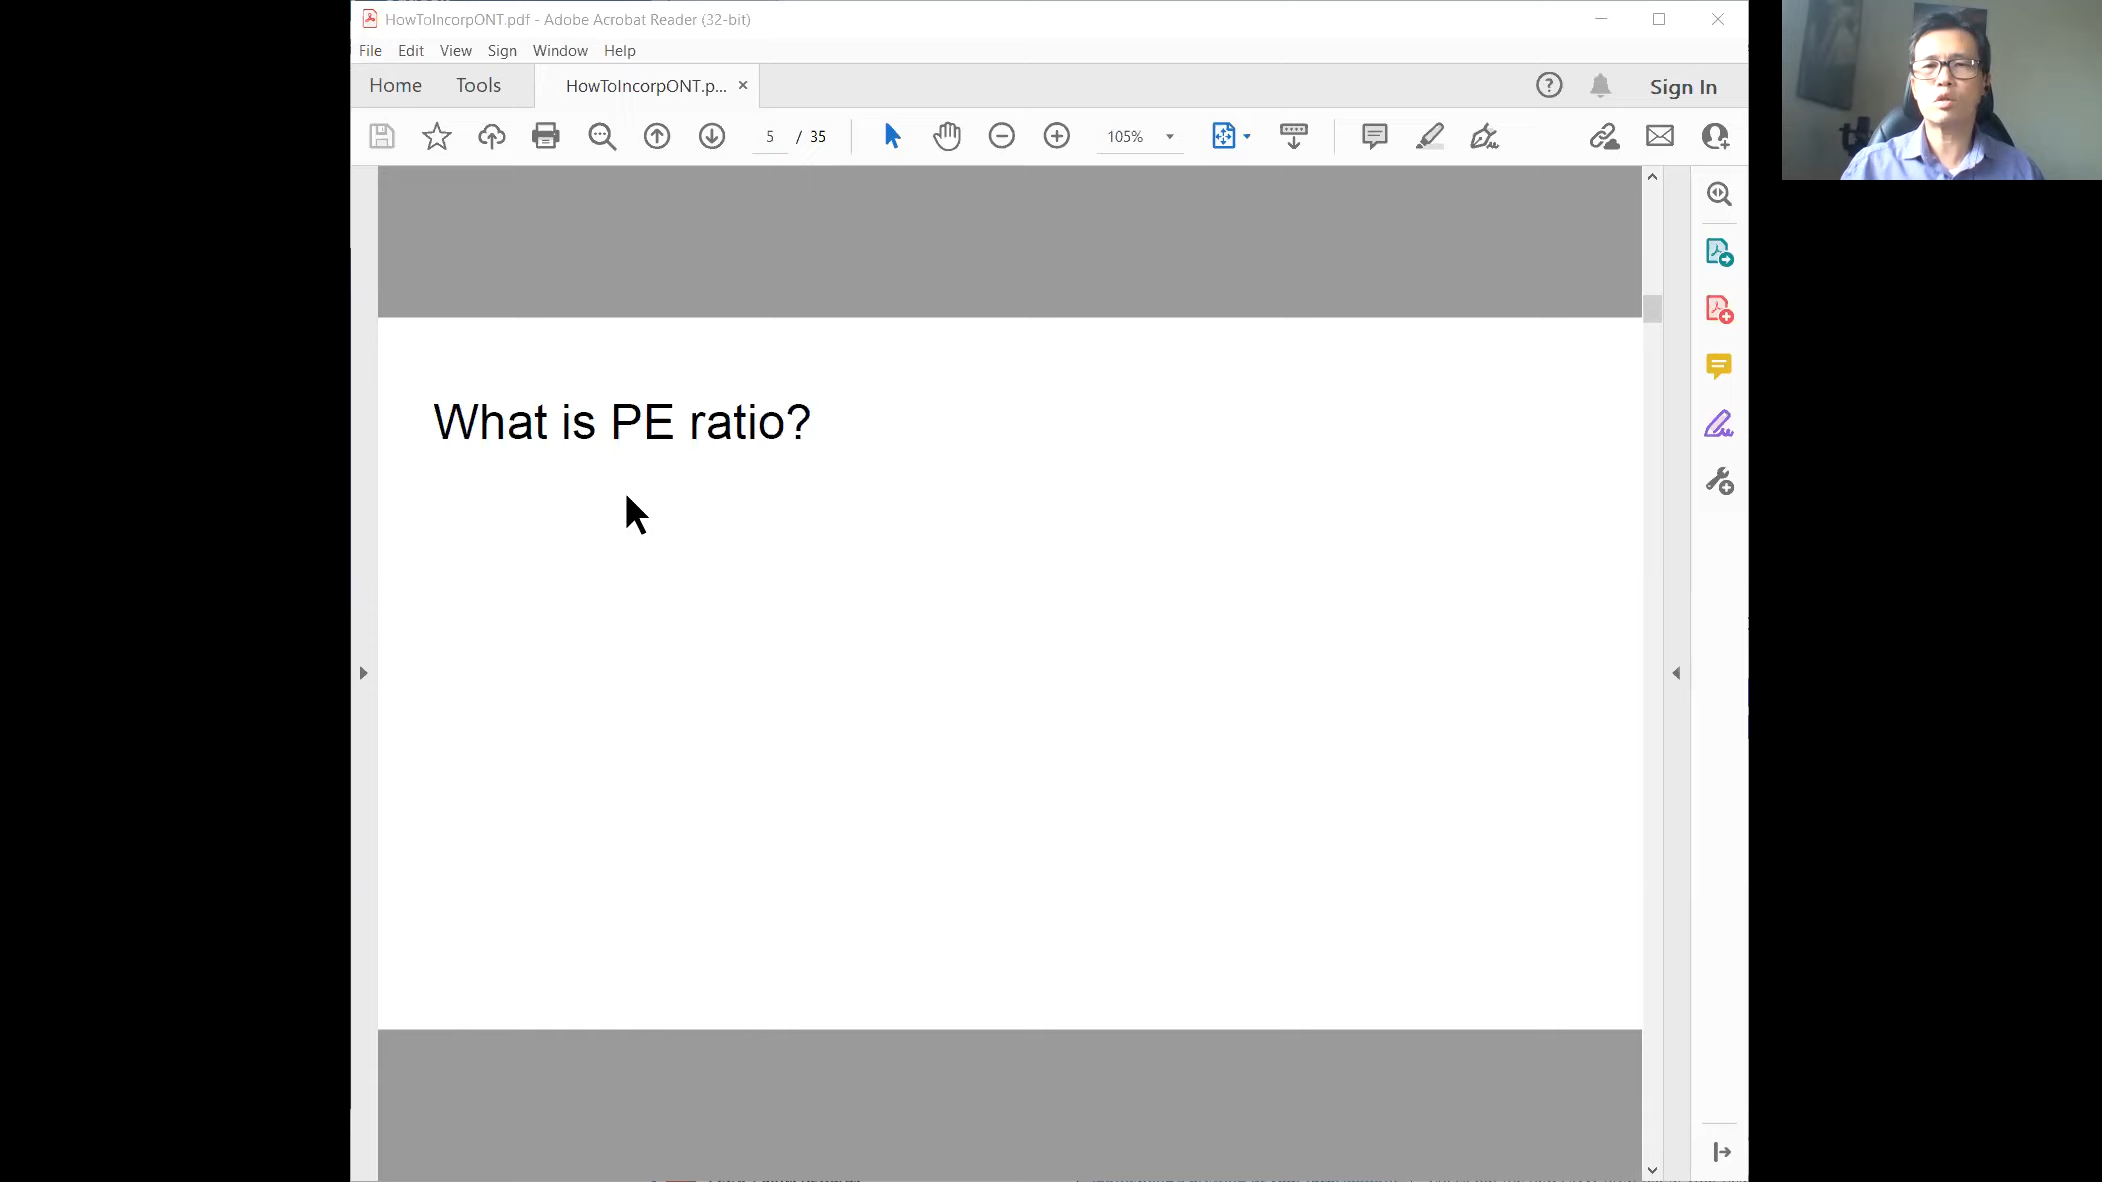 HowToIncorpONT.pdf - Adobe Acrobat Reader (32-bit)
File Edit View Sign Window Help
Home Tools HowToIncorpONT.p... Sign In
5 / 35 105%
What is PE ratio?